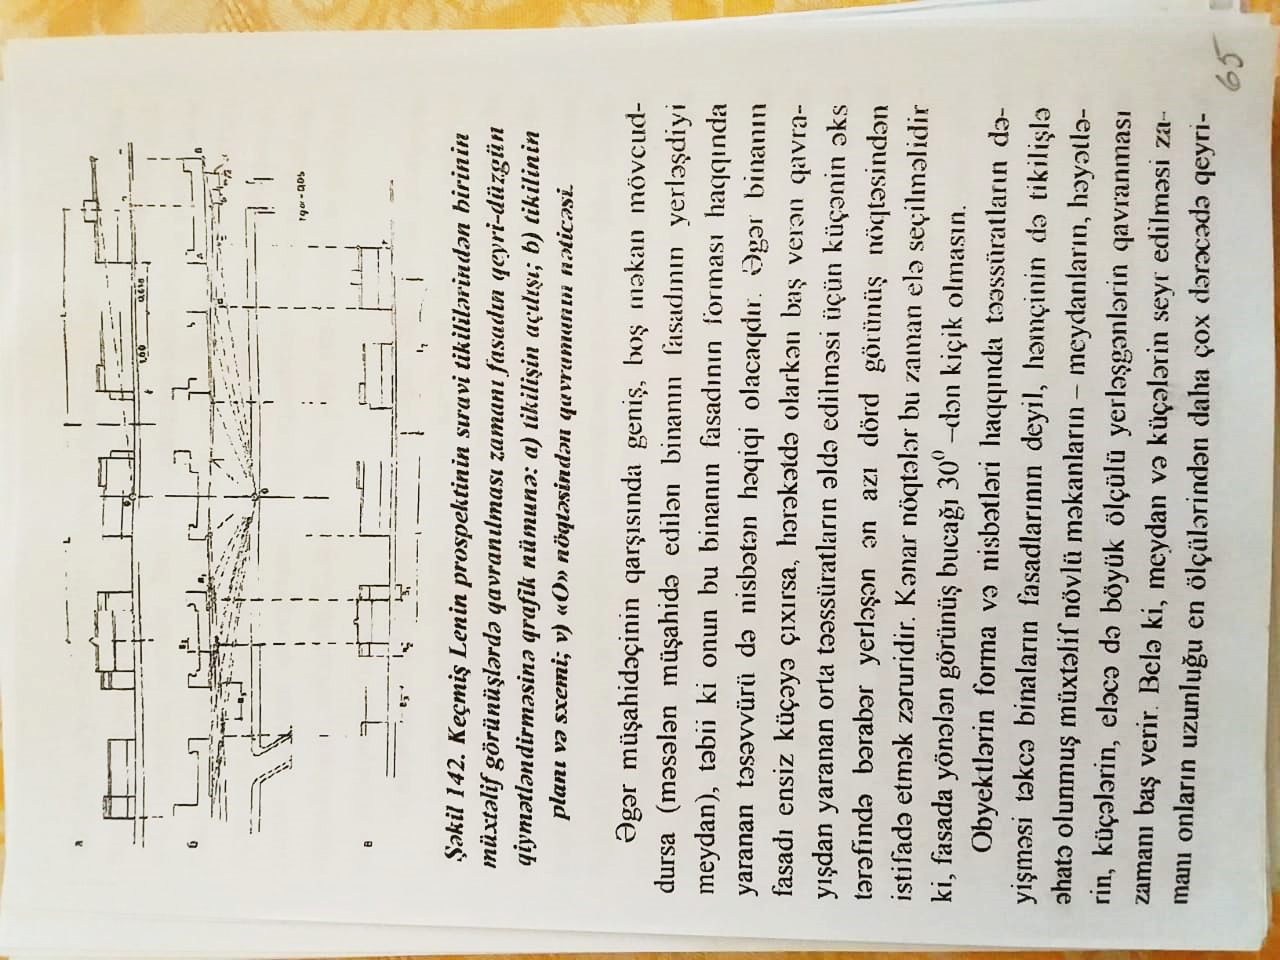 A
Б
В
1,00
0,618
O
O
Şəkil 142. Keçmiş Lenin prospektinin sıravi tikililərindən birinin
müxtəlif görünüşlərdə qavranılması zamanı fasadın qeyri-düzgün
qiymətləndirməsinə qrafik nümunə: a) tikilişin açılışı; b) tikilinin
planı və sxemi; v) «O» nöqtəsindən qavramanın nəticəsi.
Əgər müşahidəçinin qarşısında geniş, boş məkan mövcud-
dursa (məsələn müşahidə edilən binanın fasadının yerləşdiyi
meydan), təbii ki onun bu binanın fasadının forması haqqında
yaranan təsəvvürü də nisbətən həqiqi olacaqdır. Əgər binanın
fasadı ensiz küçəyə çıxırsa, hərəkətdə olarkən baş verən qavra-
yışdan yaranan orta təəssüratların əldə edilməsi üçün küçənin əks
tərəfində bərabər yerləşən ən azı dörd görünüş nöqtəsindən
istifadə etmək zəruridir. Kənar nöqtələr bu zaman elə seçilməlidir
ki, fasada yönələn görünüş bucağı 30⁰ –dən kiçik olmasın.
Obyektlərin forma və nisbətləri haqqında təəssüratların də-
yişməsi təkcə binaların fasadlarının deyil, həmçinin də tikilişlə
əhatə olunmuş müxtəlif növlü məkanların – meydanların, həyətlə-
rin, küçələrin, eləcə də böyük ölçülü yerləşgənlərin qavranması
zamanı baş verir. Belə ki, meydan və küçələrin seyr edilməsi za-
manı onların uzunluğu en ölçülərindən daha çox dərəcədə qeyri-
65